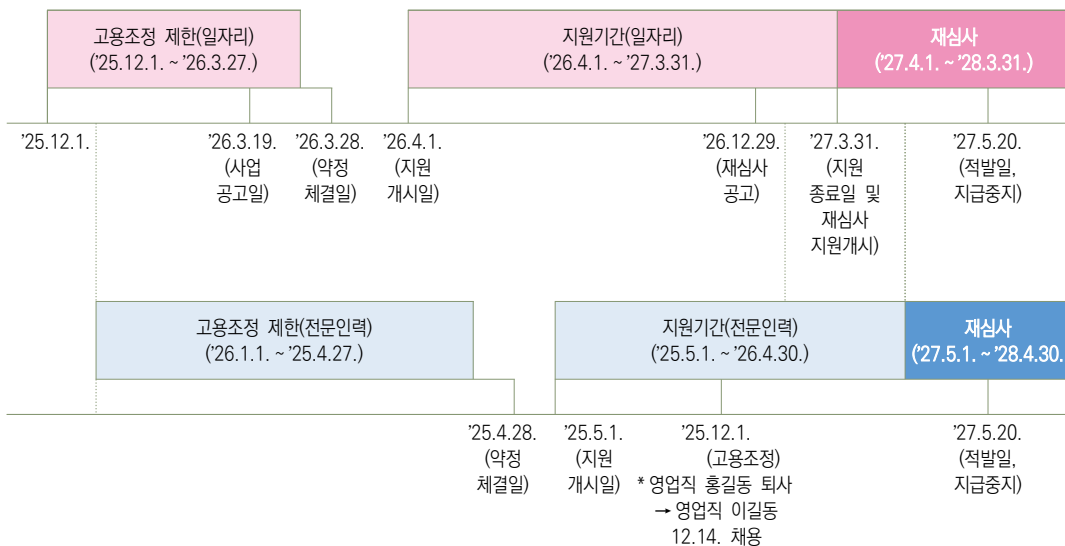 고용조정 제한(일자리)
('25.12.1. ~ '26.3.27.)
지원기간(일자리)
('26.4.1. ~ '27.3.31.)
재심사
('27.4.1. ~ '28.3.31.)
'25.12.1.
'26.3.19.
(사업
공고일)
'26.3.28.
(약정
체결일)
'26.4.1.
(지원
개시일)
'26.12.29.
(재심사
공고)
'27.3.31.
(지원
종료일 및
재심사
지원개시)
'27.5.20.
(적발일,
지급중지)
고용조정 제한(전문인력)
('26.1.1. ~ '25.4.27.)
지원기간(전문인력)
('25.5.1. ~ '26.4.30.)
재심사
('27.5.1. ~ '28.4.30.
'25.4.28.
(약정
체결일)
'25.5.1.
(지원
개시일)
'25.12.1.
(고용조정)
* 영업직 홍길동 퇴사
→ 영업직 이길동
12.14. 채용
'27.5.20.
(적발일,
지급중지)